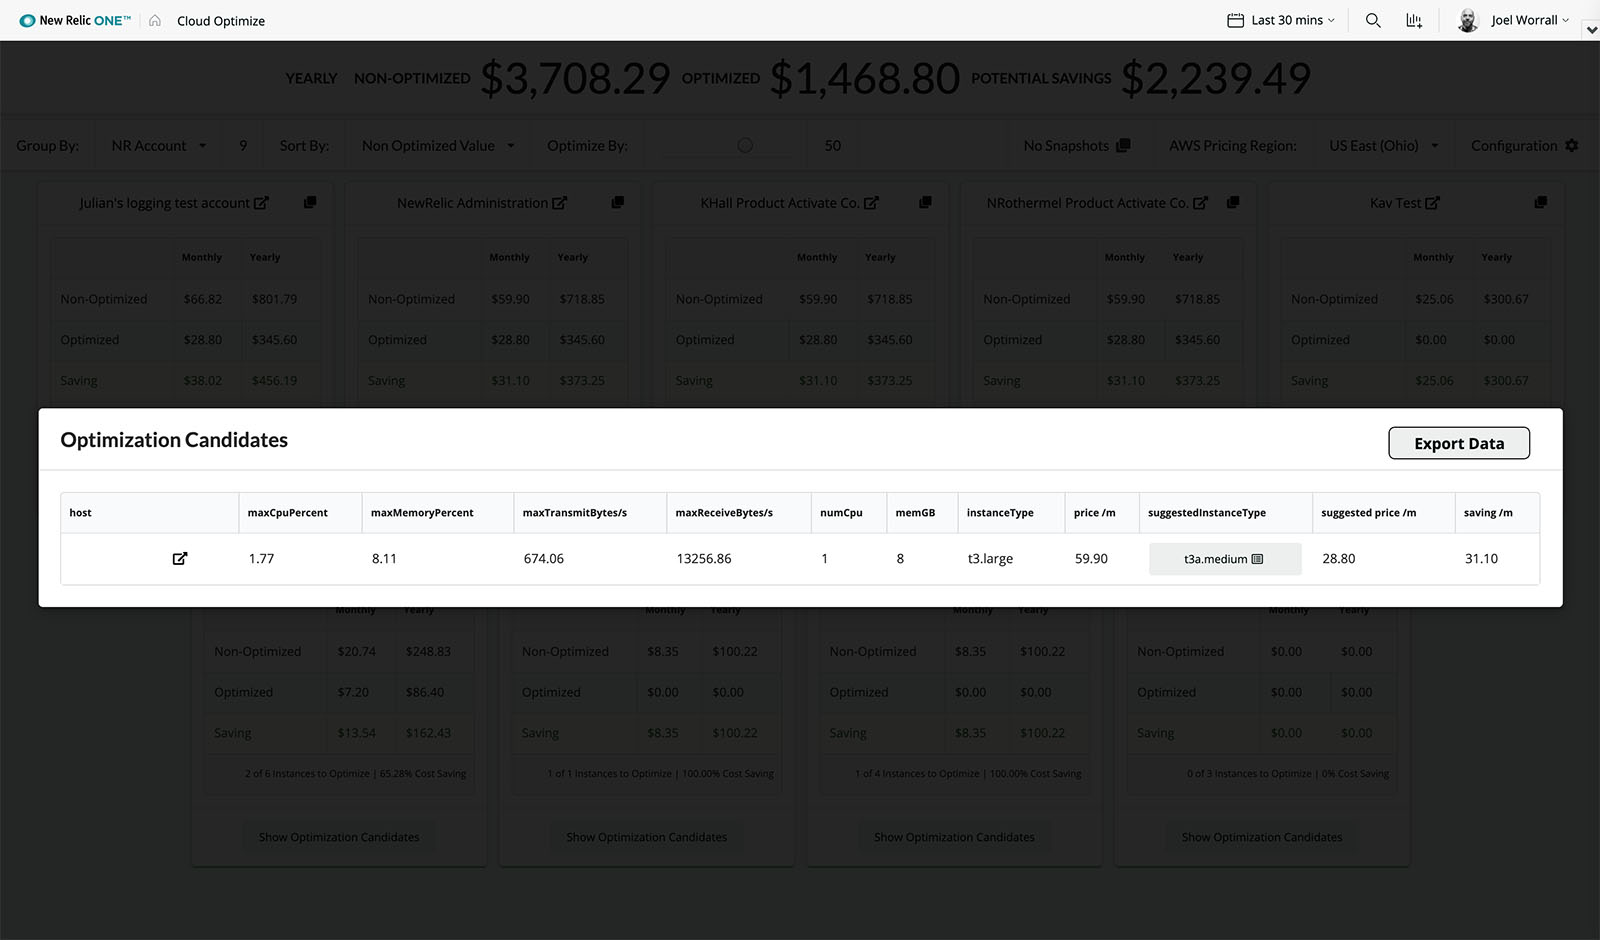 New Relic ONE™ Cloud Optimize Last 30 mins Joel Worrall
YEARLY NON-OPTIMIZED $3,708.29 OPTIMIZED $1,468.80 POTENTIAL SAVINGS $2,239.49
Group By: NR Account 9 Sort By: Non Optimized Value Optimize By: 50 No Snapshots AWS Pricing Region: US East (Ohio) Configuration
Julian's logging test account NewRelic Administration KHall Product Activate Co. NRothermel Product Activate Co. Kav Test
Monthly Yearly Monthly Yearly Monthly Yearly Monthly Yearly Monthly Yearly
Non-Optimized $66.82 $801.79 Non-Optimized $59.90 $718.85 Non-Optimized $59.90 $718.85 Non-Optimized $59.90 $718.85 Non-Optimized $25.06 $300.67
Optimized $28.80 $345.60 Optimized $28.80 $345.60 Optimized $28.80 $345.60 Optimized $28.80 $345.60 Optimized $0.00 $0.00
Saving $38.02 $456.19 Saving $31.10 $373.25 Saving $31.10 $373.25 Saving $31.10 $373.25 Saving $25.06 $300.67
Optimization Candidates Export Data
host maxCpuPercent maxMemoryPercent maxTransmitBytes/s maxReceiveBytes/s numCpu memGB instanceType price /m suggestedInstanceType suggested price /m saving /m
1.77 8.11 674.06 13256.86 1 8 t3.large 59.90 t3a.medium 28.80 31.10
Monthly Yearly Monthly Yearly Monthly Yearly Monthly Yearly
Non-Optimized $20.74 $248.83 Non-Optimized $8.35 $100.22 Non-Optimized $8.35 $100.22 Non-Optimized $0.00 $0.00
Optimized $7.20 $86.40 Optimized $0.00 $0.00 Optimized $0.00 $0.00 Optimized $0.00 $0.00
Saving $13.54 $162.43 Saving $8.35 $100.22 Saving $8.35 $100.22 Saving $0.00 $0.00
2 of 6 Instances to Optimize | 65.28% Cost Saving 1 of 1 Instances to Optimize | 100.00% Cost Saving 1 of 4 Instances to Optimize | 100.00% Cost Saving 0 of 3 Instances to Optimize | 0% Cost Saving
Show Optimization Candidates Show Optimization Candidates Show Optimization Candidates Show Optimization Candidates